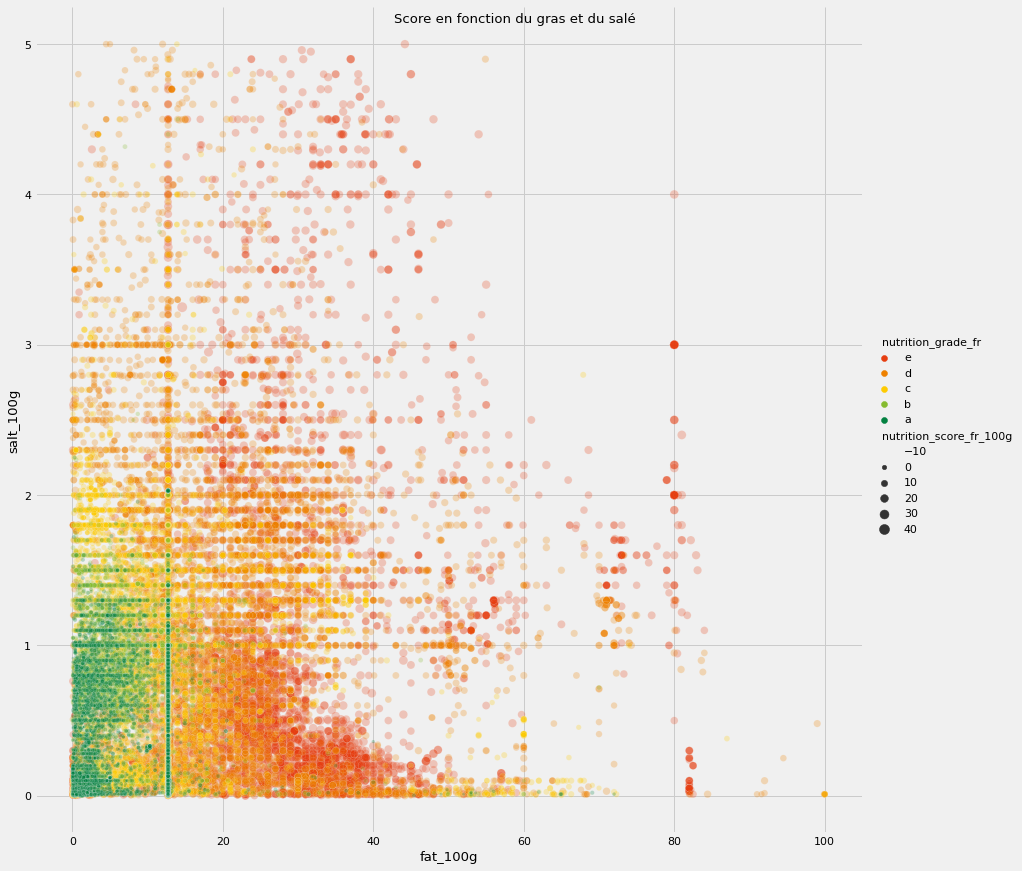 Score en fonction du gras et du salé
5
4
3
2
1
0
salt_100g
0 20 40 60 80 100
fat_100g
nutrition_grade_fr
e
d
c
b
a
nutrition_score_fr_100g
−10
0
10
20
30
40